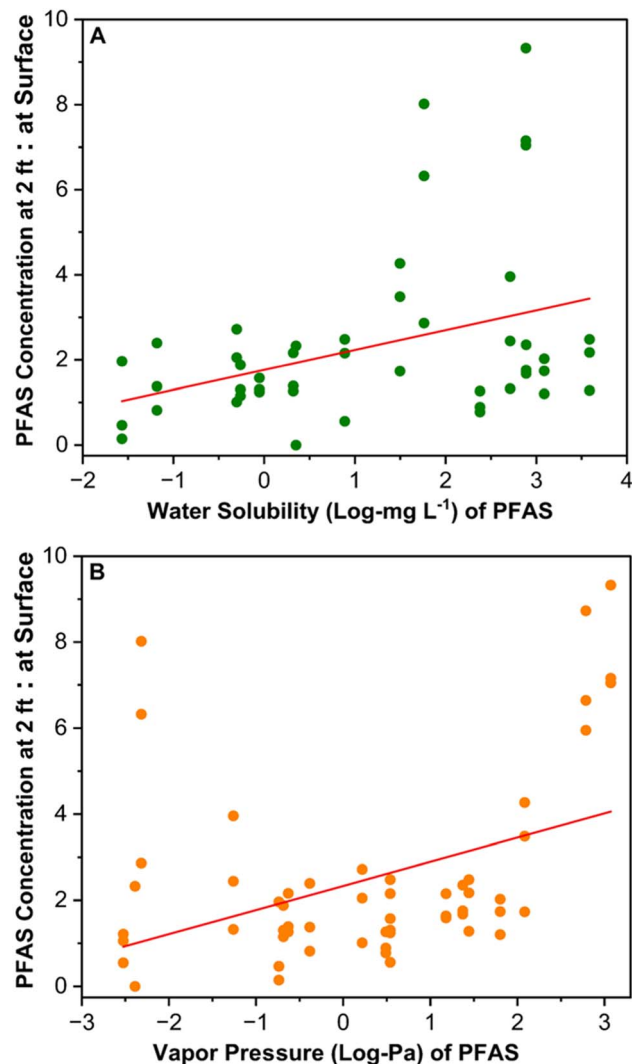 A
PFAS Concentration at 2 ft : at Surface
10
8
6
4
2
0
−2 −1 0 1 2 3 4
Water Solubility (Log-mg L⁻¹) of PFAS
B
PFAS Concentration at 2 ft : at Surface
10
8
6
4
2
0
−3 −2 −1 0 1 2 3
Vapor Pressure (Log-Pa) of PFAS